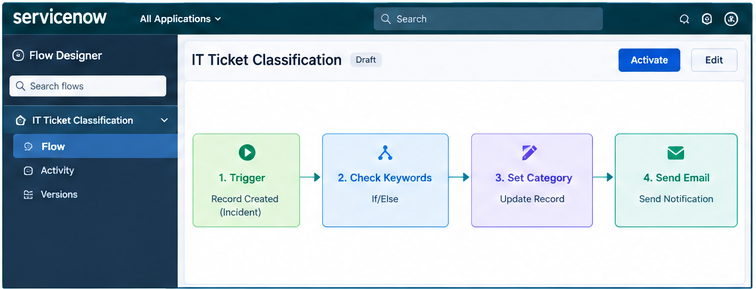 servicenow
All Applications
Search
Flow Designer
Search flows
IT Ticket Classification
Flow
Activity
Versions
IT Ticket Classification
Draft
Activate
Edit
1. Trigger
Record Created
(Incident)
2. Check Keywords
If/Else
3. Set Category
Update Record
4. Send Email
Send Notification